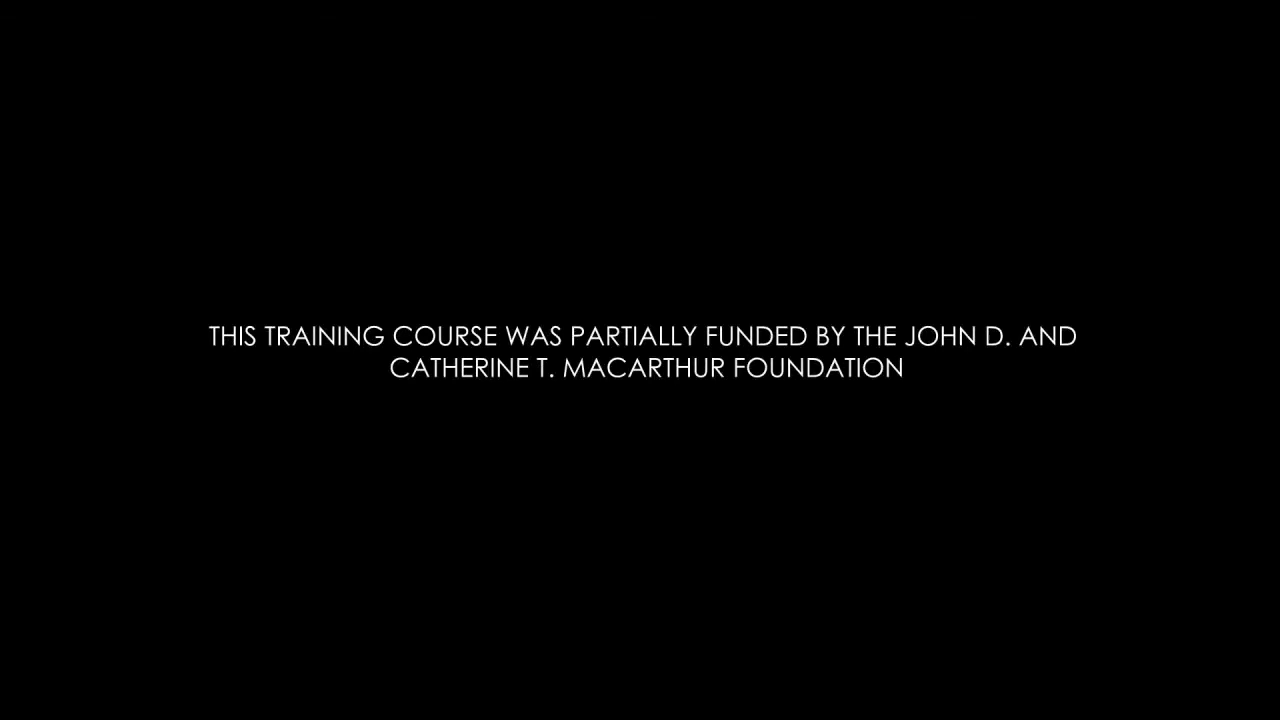 THIS TRAINING COURSE WAS PARTIALLY FUNDED BY THE JOHN D. AND
CATHERINE T. MACARTHUR FOUNDATION